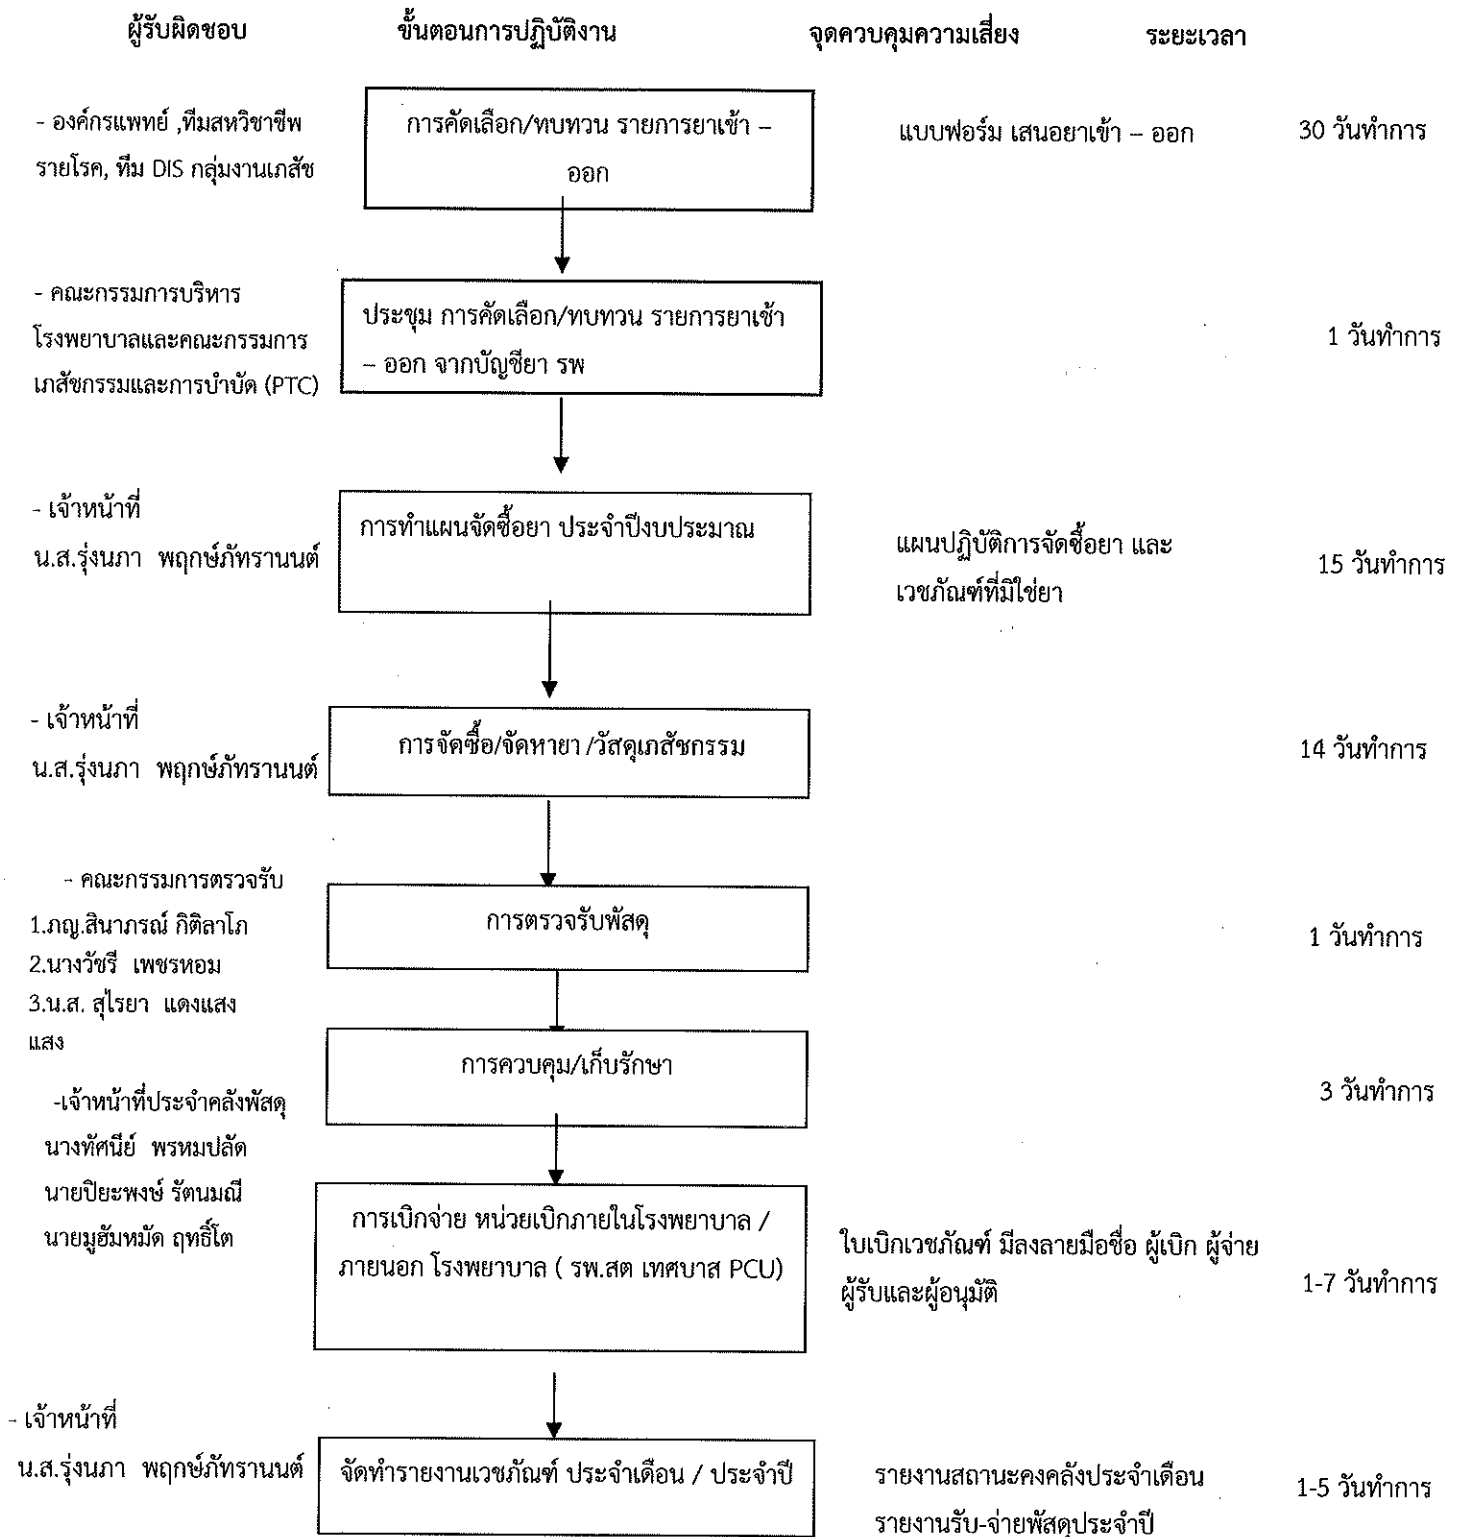 ผู้รับผิดชอบ ขั้นตอนการปฏิบัติงาน จุดควบคุมความเสี่ยง ระยะเวลา
- องค์กรแพทย์ ,ทีมสหวิชาชีพ
รายโรค, ทีม DIS กลุ่มงานเภสัช
การคัดเลือก/ทบทวน รายการยาเข้า –
ออก
แบบฟอร์ม เสนอยาเข้า – ออก
30 วันทำการ
- คณะกรรมการบริหาร
โรงพยาบาลและคณะกรรมการ
เภสัชกรรมและการบำบัด (PTC)
ประชุม การคัดเลือก/ทบทวน รายการยาเข้า
– ออก จากบัญชียา รพ
1 วันทำการ
- เจ้าหน้าที่
น.ส.รุ่งนภา พฤกษ์ภัทรานนต์
การทำแผนจัดซื้อยา ประจำปีงบประมาณ
แผนปฏิบัติการจัดซื้อยา และ
เวชภัณฑ์ที่มิใช่ยา
15 วันทำการ
- เจ้าหน้าที่
น.ส.รุ่งนภา พฤกษ์ภัทรานนต์
การจัดซื้อ/จัดหายา /วัสดุเภสัชกรรม
14 วันทำการ
- คณะกรรมการตรวจรับ
1.ภญ.สินาภรณ์ กิติลาโภ
2.นางวัชรี เพชรหอม
3.น.ส. สุไรยา แดงแสง
แสง
การตรวจรับพัสดุ
1 วันทำการ
การควบคุม/เก็บรักษา
3 วันทำการ
-เจ้าหน้าที่ประจำคลังพัสดุ
นางทัศนีย์ พรหมปลัด
นายปิยะพงษ์ รัตนมณี
นายมูฮัมหมัด ฤทธิ์โต
การเบิกจ่าย หน่วยเบิกภายในโรงพยาบาล /
ภายนอก โรงพยาบาล ( รพ.สต เทศบาส PCU)
ใบเบิกเวชภัณฑ์ มีลงลายมือชื่อ ผู้เบิก ผู้จ่าย
ผู้รับและผู้อนุมัติ
1-7 วันทำการ
- เจ้าหน้าที่
น.ส.รุ่งนภา พฤกษ์ภัทรานนต์
จัดทำรายงานเวชภัณฑ์ ประจำเดือน / ประจำปี
รายงานสถานะคงคลังประจำเดือน
รายงานรับ-จ่ายพัสดุประจำปี
1-5 วันทำการ